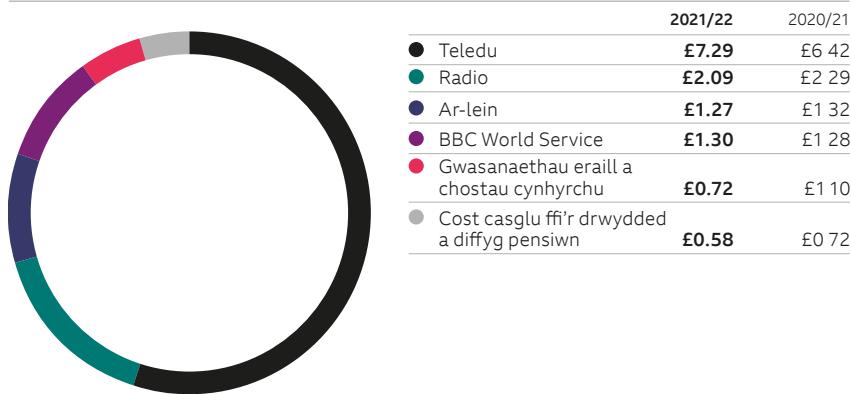 2021/22 2020/21
Teledu £7.29 £6 42
Radio £2.09 £2 29
Ar-lein £1.27 £1 32
BBC World Service £1.30 £1 28
Gwasanaethau eraill a
chostau cynhyrchu £0.72 £1 10
Cost casglu ffi’r drwydded
a diffyg pensiwn £0.58 £0 72